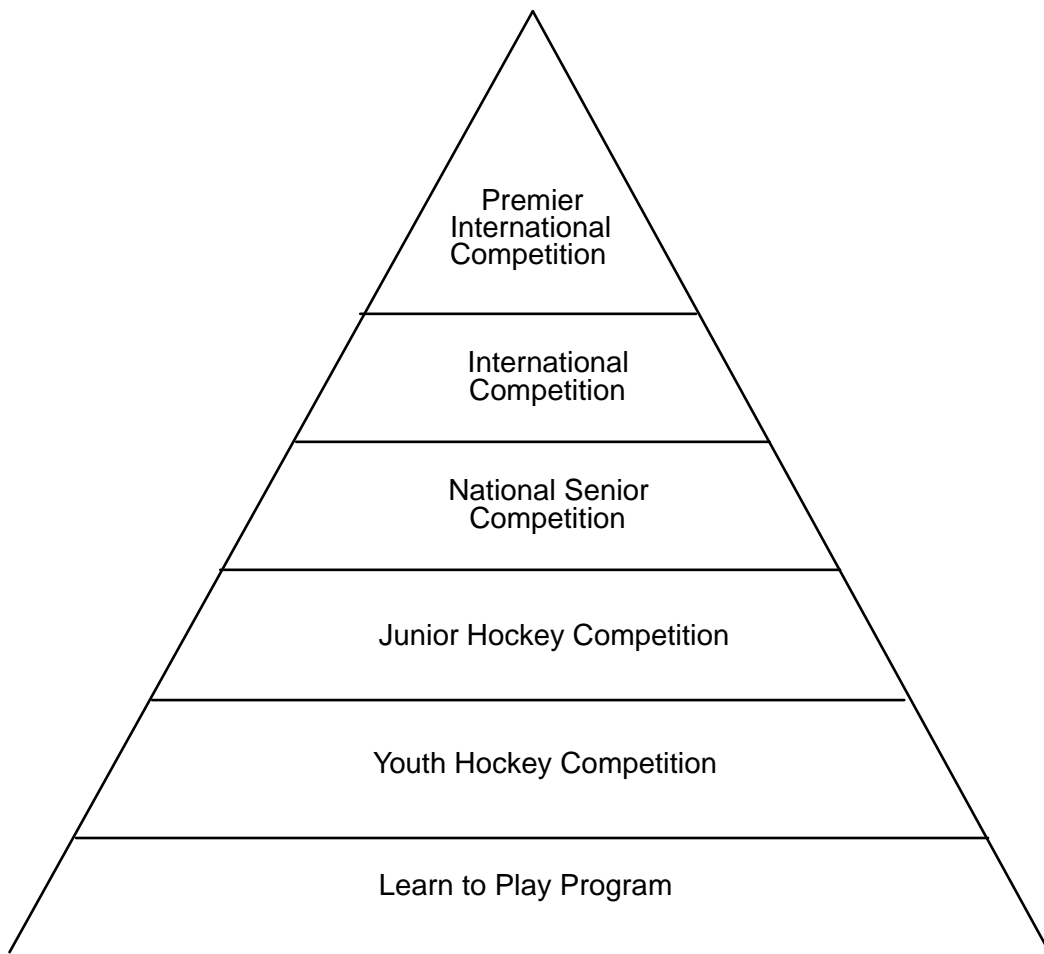 Premier
International
Competition
International
Competition
National Senior
Competition
Junior Hockey Competition
Youth Hockey Competition
Learn to Play Program